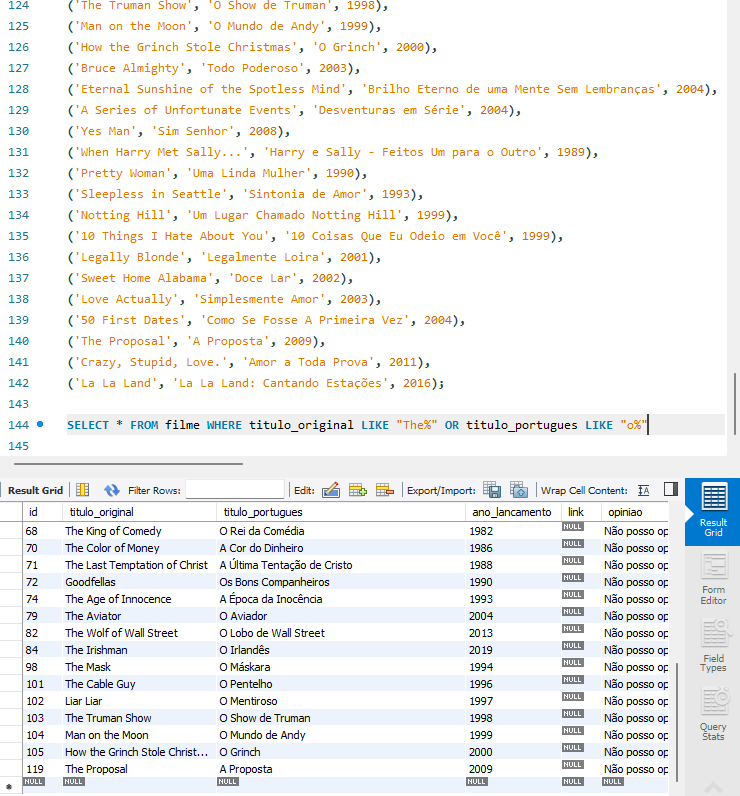 124 ('The Truman Show', 'O Show de Truman', 1998),
125 ('Man on the Moon', 'O Mundo de Andy', 1999),
126 ('How the Grinch Stole Christmas', 'O Grinch', 2000),
127 ('Bruce Almighty', 'Todo Poderoso', 2003),
128 ('Eternal Sunshine of the Spotless Mind', 'Brilho Eterno de uma Mente Sem Lembranças', 2004),
129 ('A Series of Unfortunate Events', 'Desventuras em Série', 2004),
130 ('Yes Man', 'Sim Senhor', 2008),
131 ('When Harry Met Sally...', 'Harry e Sally - Feitos Um para o Outro', 1989),
132 ('Pretty Woman', 'Uma Linda Mulher', 1990),
133 ('Sleepless in Seattle', 'Sintonia de Amor', 1993),
134 ('Notting Hill', 'Um Lugar Chamado Notting Hill', 1999),
135 ('10 Things I Hate About You', '10 Coisas Que Eu Odeio em Você', 1999),
136 ('Legally Blonde', 'Legalmente Loira', 2001),
137 ('Sweet Home Alabama', 'Doce Lar', 2002),
138 ('Love Actually', 'Simplesmente Amor', 2003),
139 ('50 First Dates', 'Como Se Fosse A Primeira Vez', 2004),
140 ('The Proposal', 'A Proposta', 2009),
141 ('Crazy, Stupid, Love.', 'Amor a Toda Prova', 2011),
142 ('La La Land', 'La La Land: Cantando Estações', 2016);
143
144 SELECT * FROM filme WHERE titulo_original LIKE "The%" OR titulo_portugues LIKE "o%"
145
Result Grid Filter Rows: Edit: Export/Import: Wrap Cell Content:
id titulo_original titulo_portugues ano_lancamento link opiniao
68 The King of Comedy O Rei da Comédia 1982 NULL Não posso op
70 The Color of Money A Cor do Dinheiro 1986 NULL Não posso op
71 The Last Temptation of Christ A Última Tentação de Cristo 1988 NULL Não posso op
72 Goodfellas Os Bons Companheiros 1990 NULL Não posso op
74 The Age of Innocence A Época da Inocência 1993 NULL Não posso op
79 The Aviator O Aviador 2004 NULL Não posso op
82 The Wolf of Wall Street O Lobo de Wall Street 2013 NULL Não posso op
84 The Irishman O Irlandês 2019 NULL Não posso op
98 The Mask O Máskara 1994 NULL Não posso op
101 The Cable Guy O Pentelho 1996 NULL Não posso op
102 Liar Liar O Mentiroso 1997 NULL Não posso op
103 The Truman Show O Show de Truman 1998 NULL Não posso op
104 Man on the Moon O Mundo de Andy 1999 NULL Não posso op
105 How the Grinch Stole Christ... O Grinch 2000 NULL Não posso op
119 The Proposal A Proposta 2009 NULL Não posso op
NULL NULL NULL NULL NULL NULL
Result
Grid
Form
Editor
Field
Types
Query
Stats